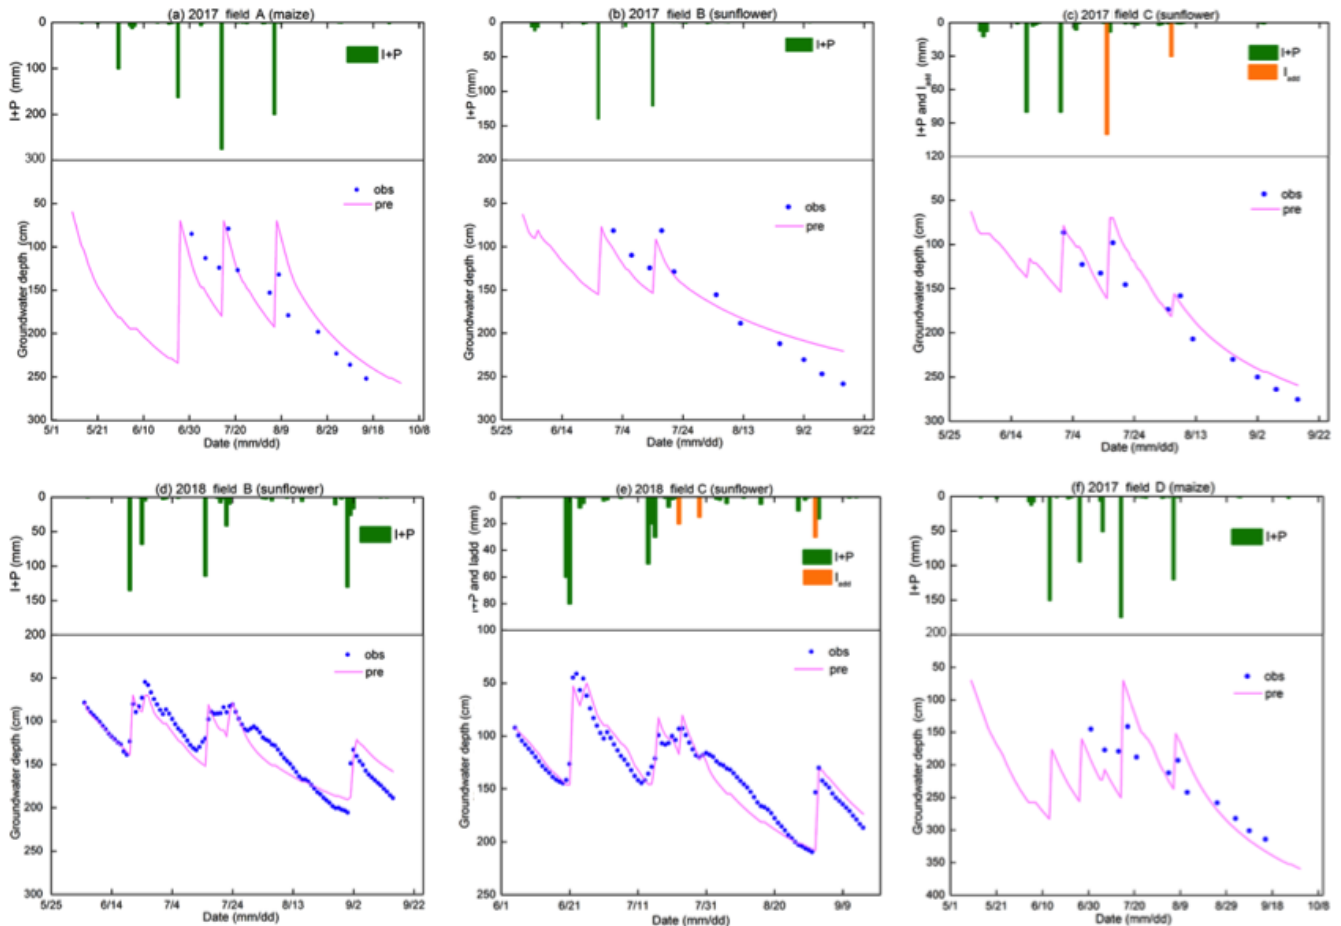 (a) 2017 field A (maize)
0
100
200
300
I+P (mm)
I+P
50
100
150
200
250
300
Groundwater depth (cm)
obs
pre
5/1 5/21 6/10 6/30 7/20 8/9 8/29 9/18 10/8
Date (mm/dd)
(b) 2017 field B (sunflower)
0
50
100
150
200
I+P (mm)
I+P
50
100
150
200
250
300
Groundwater depth (cm)
obs
pre
5/25 6/14 7/4 7/24 8/13 9/2 9/22
Date (mm/dd)
(c) 2017 field C (sunflower)
0
30
60
90
120
I+P and Iadd (mm)
I+P
Iadd
50
100
150
200
250
300
Groundwater depth (cm)
obs
pre
5/25 6/14 7/4 7/24 8/13 9/2 9/22
Date (mm/dd)
(d) 2018 field B (sunflower)
0
50
100
150
200
I+P (mm)
I+P
50
100
150
200
250
300
Groundwater depth (cm)
obs
pre
5/25 6/14 7/4 7/24 8/13 9/2 9/22
Date (mm/dd)
(e) 2018 field C (sunflower)
0
20
40
60
80
100
I+P and Iadd (mm)
I+P
Iadd
50
100
150
200
250
Groundwater depth (cm)
obs
pre
6/1 6/21 7/11 7/31 8/20 9/9
Date (mm/dd)
(f) 2017 field D (maize)
0
50
100
150
200
I+P (mm)
I+P
50
100
150
200
250
300
350
400
Groundwater depth (cm)
obs
pre
5/1 5/21 6/10 6/30 7/20 8/9 8/29 9/18 10/8
Date (mm/dd)